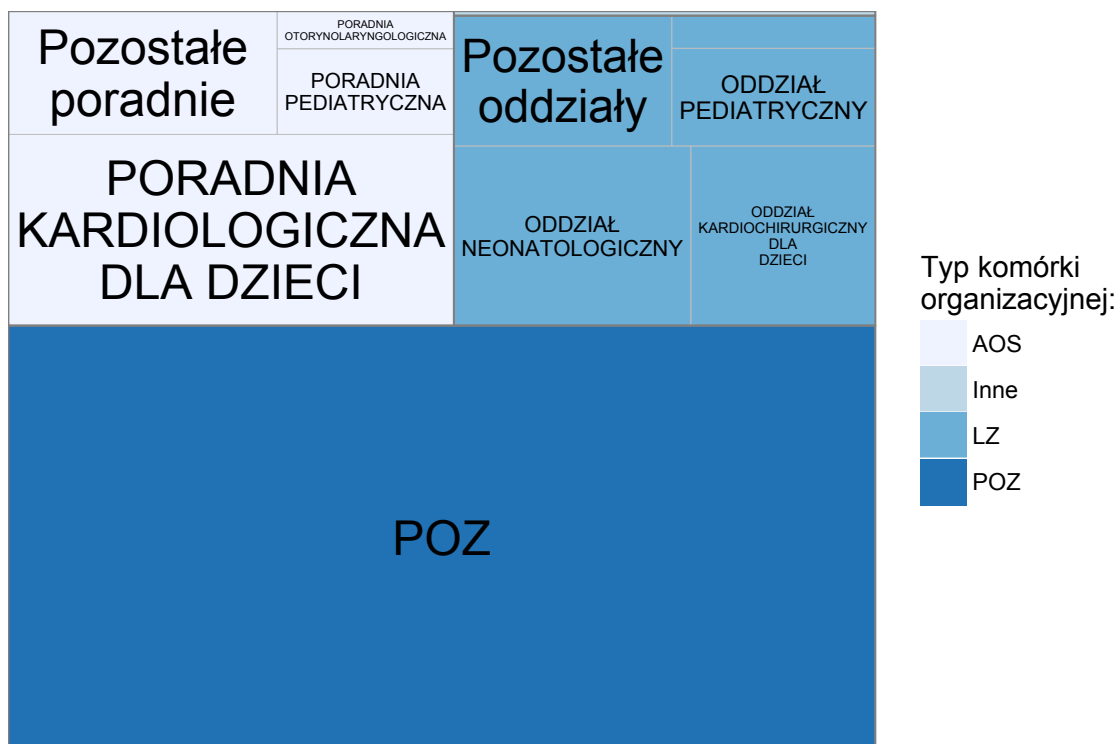 Pozostałe
poradnie
PORADNIA
OTORYNOLARYNGOLOGICZNA
PORADNIA
PEDIATRYCZNA
Pozostałe
oddziały
ODDZIAŁ
PEDIATRYCZNY
PORADNIA
KARDIOLOGICZNA
DLA DZIECI
ODDZIAŁ
NEONATOLOGICZNY
ODDZIAŁ
KARDIOCHIRURGICZNY
DLA
DZIECI
POZ
Typ komórki
organizacyjnej:
AOS
Inne
LZ
POZ